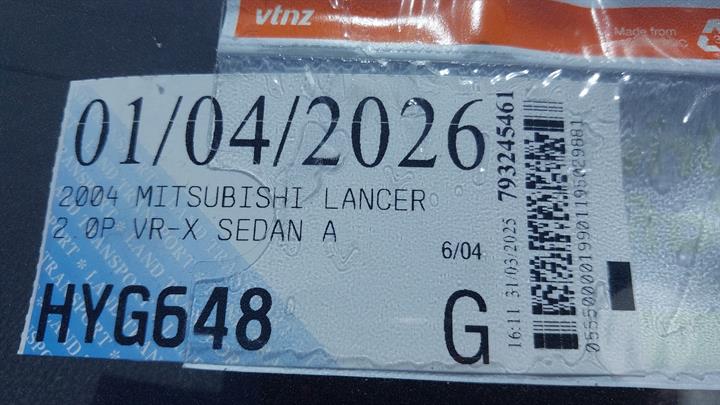 vtnz
Made from
01/04/2026
2004 MITSUBISHI LANCER
2.0P VR-X SEDAN A
6/04
HYG648
G
16:11 31/03/2025 793245461
05550000019901195029881